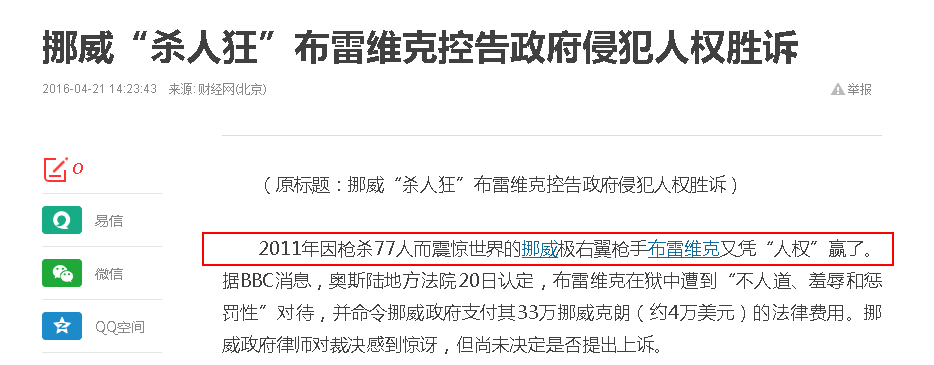 挪威“杀人狂”布雷维克控告政府侵犯人权胜诉
2016-04-21 14:23:43 来源: 财经网(北京)
举报
0
（原标题：挪威“杀人狂”布雷维克控告政府侵犯人权胜诉）
易信
2011年因枪杀77人而震惊世界的挪威极右翼枪手布雷维克又凭“人权”赢了。
微信
据BBC消息，奥斯陆地方法院20日认定，布雷维克在狱中遭到“不人道、羞辱和惩
罚性”对待，并命令挪威政府支付其33万挪威克朗（约4万美元）的法律费用。挪
QQ空间
威政府律师对裁决感到惊讶，但尚未决定是否提出上诉。